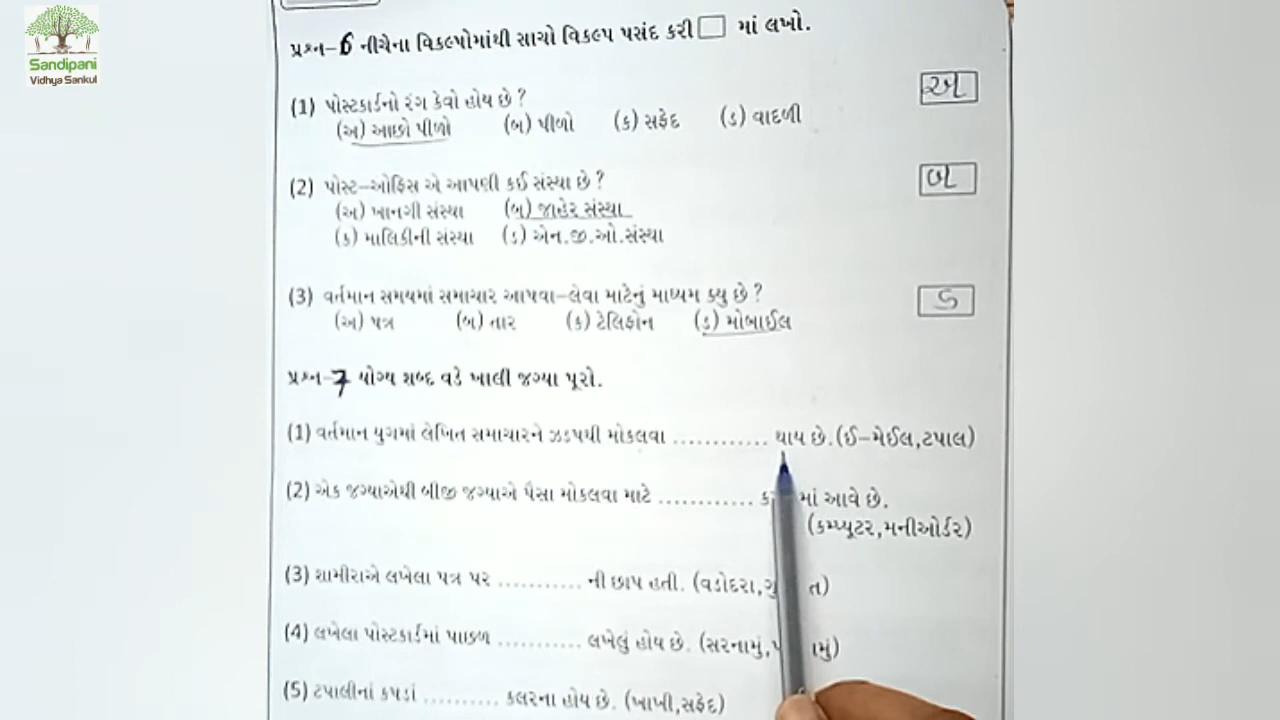 Sandipani
Vidhya Sankul
પ્રશ્ન-6 નીચેના વિકલ્પોમાંથી સાચો વિકલ્પ પસંદ કરી માં લખો.
(1) પોસ્ટકાર્ડનો રંગ કેવો હોય છે ? અ
(અ) આછો પીળો (બ) પીળો (ક) સફેદ (ડ) વાદળી
(2) પોસ્ટ-ઓફિસ એ આપણી કઈ સંસ્થા છે ? બ
(અ) ખાનગી સંસ્થા (બ) જાહેર સંસ્થા
(ક) માલિકીની સંસ્થા (ડ) એન.જી.ઓ.સંસ્થા
(3) વર્તમાન સમયમાં સમાચાર આપવા-લેવા માટેનું માધ્યમ ક્યુ છે ? ડ
(અ) પત્ર (બ) તાર (ક) ટેલિફોન (ડ) મોબાઈલ
પ્રશ્ન-7 યોગ્ય શબ્દ વડે ખાલી જગ્યા પૂરો.
(1) વર્તમાન યુગમાં લેખિત સમાચારને ઝડપથી મોકલવા ............ થાય છે.(ઈ-મેઈલ,ટપાલ)
(2) એક જગ્યાએથી બીજી જગ્યાએ પૈસા મોકલવા માટે ............ માં આવે છે.
(કમ્પ્યૂટર,મનીઓર્ડર)
(3) શામીરાએ લખેલા પત્ર પર .......... ની છાપ હતી. (વડોદરા,
(4) લખેલા પોસ્ટકાર્ડમાં પાછળ .......... લખેલું હોય છે. (સરનામું,
(5) ટપાલીનાં કપડાં ......... કલરના હોય છે. (ખાખી,સફેદ)